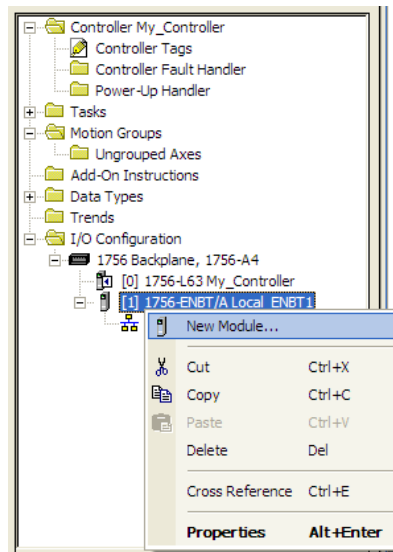 Controller My_Controller
Controller Tags
Controller Fault Handler
Power-Up Handler
Tasks
Motion Groups
Ungrouped Axes
Add-On Instructions
Data Types
Trends
I/O Configuration
1756 Backplane, 1756-A4
[0] 1756-L63 My_Controller
[1] 1756-ENBT/A Local_ENBT1
New Module...
Cut Ctrl+X
Copy Ctrl+C
Paste Ctrl+V
Delete Del
Cross Reference Ctrl+E
Properties Alt+Enter